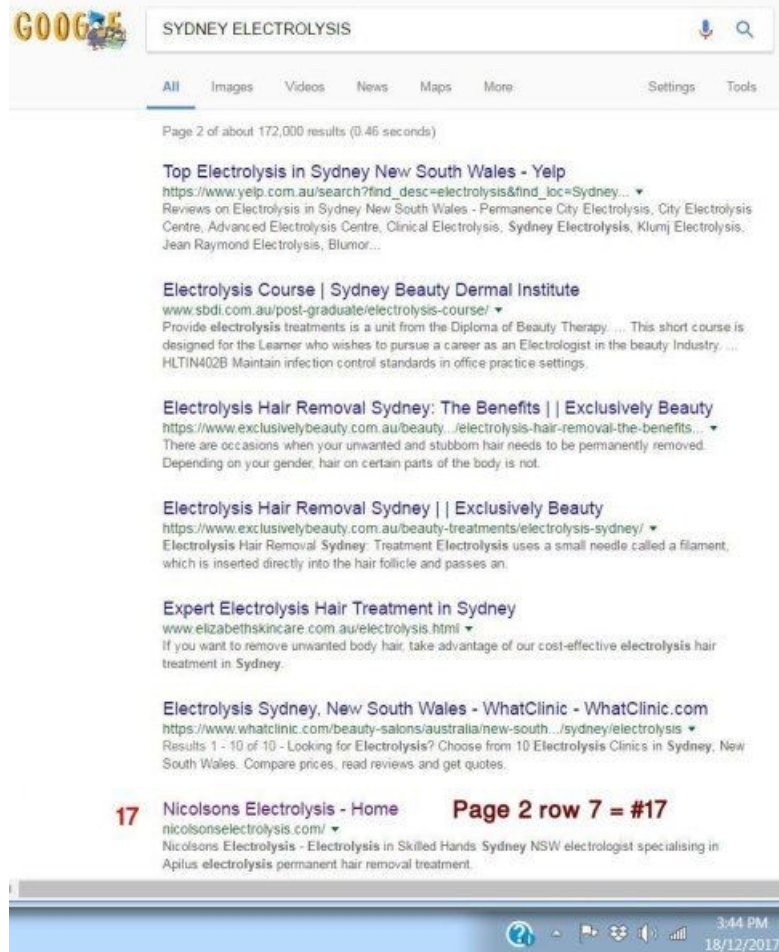 GOOGLE
SYDNEY ELECTROLYSIS
All Images Videos News Maps More Settings Tools
Page 2 of about 172,000 results (0.46 seconds)
Top Electrolysis in Sydney New South Wales - Yelp
https://www.yelp.com.au/search?find_desc=electrolysis&find_loc=Sydney... ▼
Reviews on Electrolysis in Sydney New South Wales - Permanence City Electrolysis, City Electrolysis
Centre, Advanced Electrolysis Centre, Clinical Electrolysis, Sydney Electrolysis, Klumj Electrolysis,
Jean Raymond Electrolysis, Blumor...
Electrolysis Course | Sydney Beauty Dermal Institute
www.sbdi.com.au/post-graduate/electrolysis-course/ ▼
Provide electrolysis treatments is a unit from the Diploma of Beauty Therapy. ... This short course is
designed for the Learner who wishes to pursue a career as an Electrologist in the beauty Industry. ...
HLTIN402B Maintain infection control standards in office practice settings.
Electrolysis Hair Removal Sydney: The Benefits | | Exclusively Beauty
https://www.exclusivelybeauty.com.au/beauty.../electrolysis-hair-removal-the-benefits... ▼
There are occasions when your unwanted and stubborn hair needs to be permanently removed.
Depending on your gender, hair on certain parts of the body is not.
Electrolysis Hair Removal Sydney | | Exclusively Beauty
https://www.exclusivelybeauty.com.au/beauty-treatments/electrolysis-sydney/ ▼
Electrolysis Hair Removal Sydney: Treatment Electrolysis uses a small needle called a filament,
which is inserted directly into the hair follicle and passes an.
Expert Electrolysis Hair Treatment in Sydney
www.elizabethskincare.com.au/electrolysis.html ▼
If you want to remove unwanted body hair, take advantage of our cost-effective electrolysis hair
treatment in Sydney.
Electrolysis Sydney, New South Wales - WhatClinic - WhatClinic.com
https://www.whatclinic.com/beauty-salons/australia/new-south.../sydney/electrolysis ▼
Results 1 - 10 of 10 - Looking for Electrolysis? Choose from 10 Electrolysis Clinics in Sydney, New
South Wales. Compare prices, read reviews and get quotes.
17 Nicolsons Electrolysis - Home Page 2 row 7 = #17
nicolsonselectrolysis.com/ ▼
Nicolsons Electrolysis - Electrolysis in Skilled Hands Sydney NSW electrologist specialising in
Apilus electrolysis permanent hair removal treatment.
3:44 PM
18/12/2017